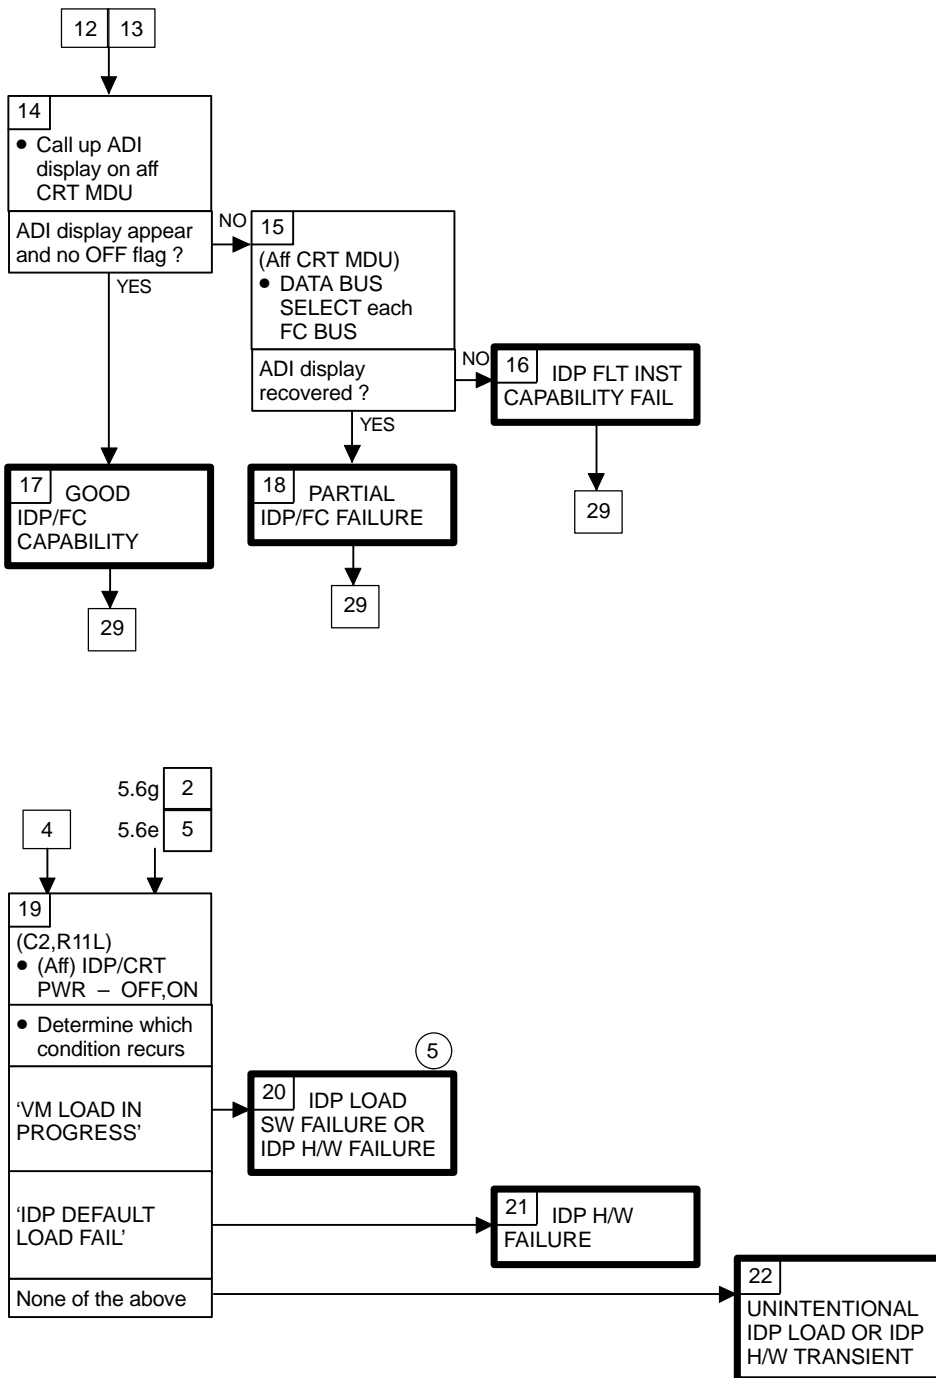 12 13
14
• Call up ADI
display on aff
CRT MDU
ADI display appear
and no OFF flag ?
NO
YES
15
(Aff CRT MDU)
• DATA BUS
SELECT each
FC BUS
ADI display
recovered ?
NO
YES
16 IDP FLT INST
CAPABILITY FAIL
29
17 GOOD
IDP/FC
CAPABILITY
29
18 PARTIAL
IDP/FC FAILURE
29
5.6g 2
5.6e 5
4
19
(C2,R11L)
• (Aff) IDP/CRT
PWR – OFF,ON
• Determine which
condition recurs
‘VM LOAD IN
PROGRESS’
5
20 IDP LOAD
SW FAILURE OR
IDP H/W FAILURE
‘IDP DEFAULT
LOAD FAIL’
21 IDP H/W
FAILURE
None of the above
22
UNINTENTIONAL
IDP LOAD OR IDP
H/W TRANSIENT